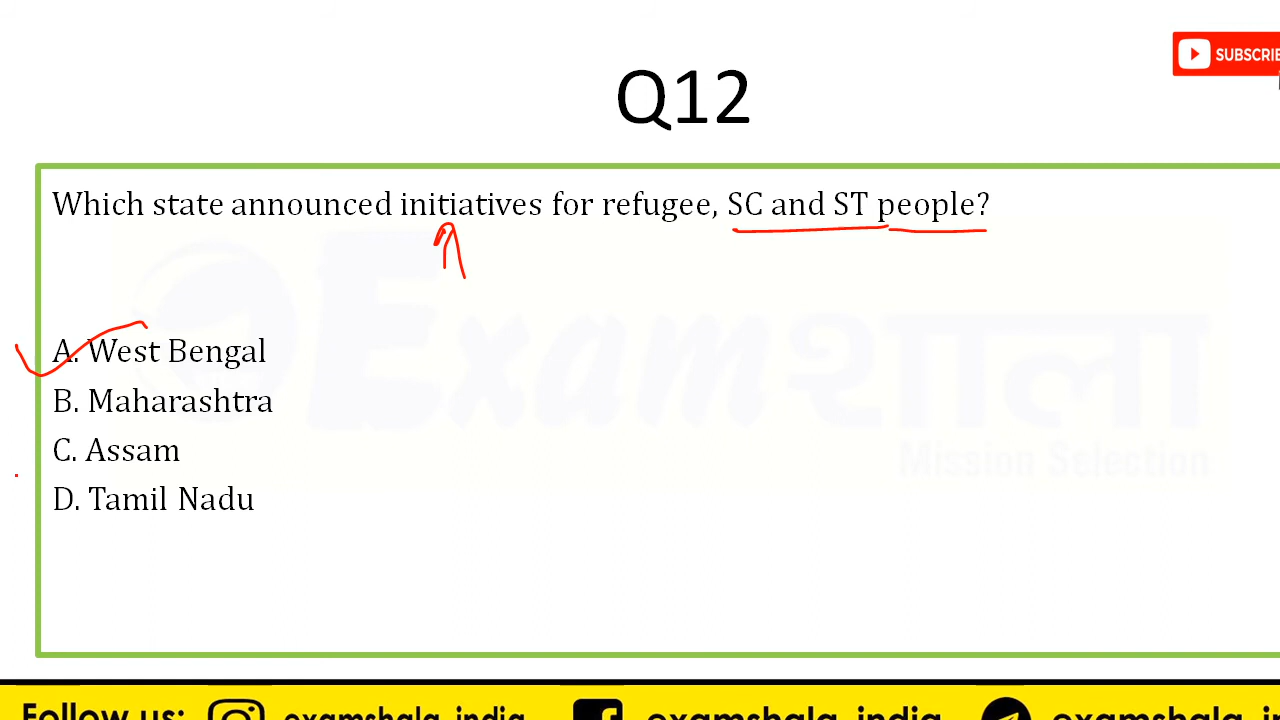 SUBSCRIBE
Q12
Which state announced initiatives for refugee, SC and ST people?
A. West Bengal
B. Maharashtra
C. Assam
D. Tamil Nadu
Examशाला
Mission Selection
Follow us: examshala_india examshala_india examshala_i